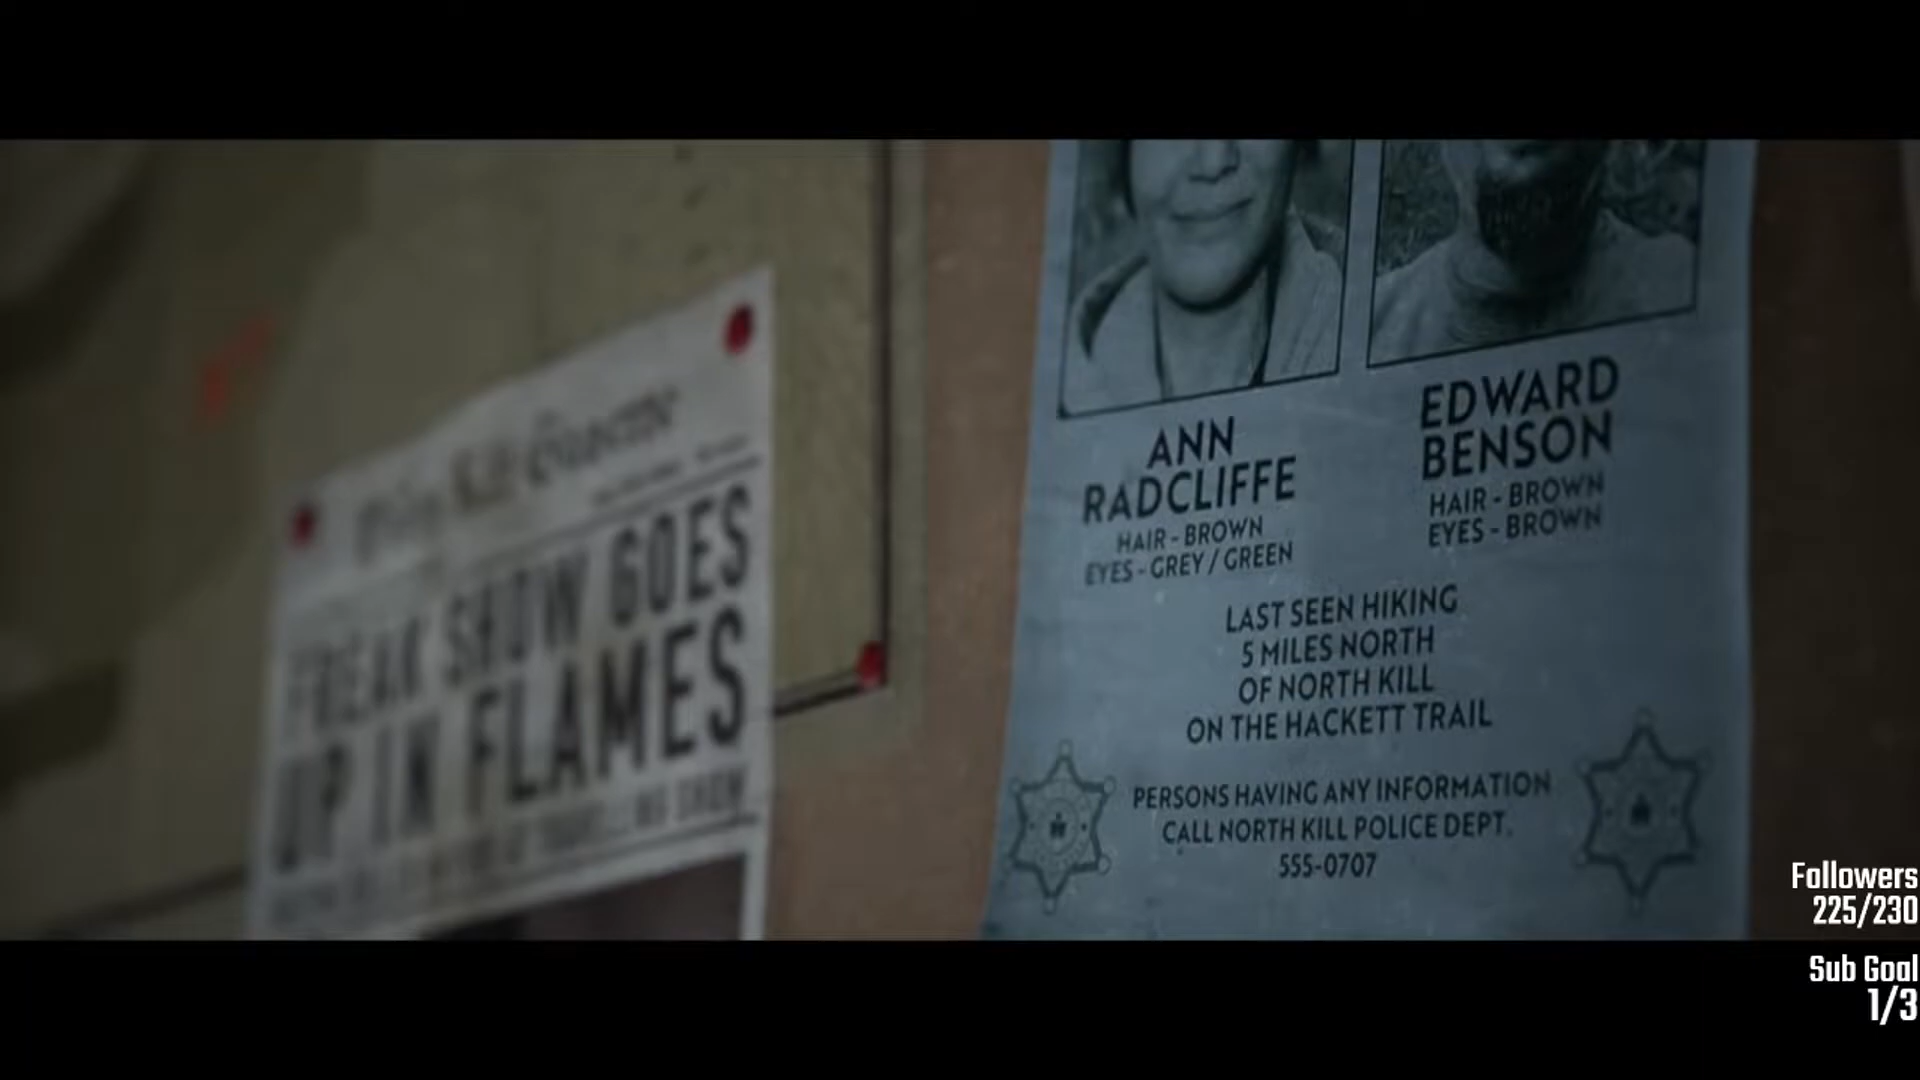 FREAK SHOW GOES
UP IN FLAMES
SHOW
ANN
RADCLIFFE
HAIR - BROWN
EYES - GREY / GREEN
EDWARD
BENSON
HAIR - BROWN
EYES - BROWN
LAST SEEN HIKING
5 MILES NORTH
OF NORTH KILL
ON THE HACKETT TRAIL
PERSONS HAVING ANY INFORMATION
CALL NORTH KILL POLICE DEPT.
555-0707
Followers
225/230
Sub Goal
1/3